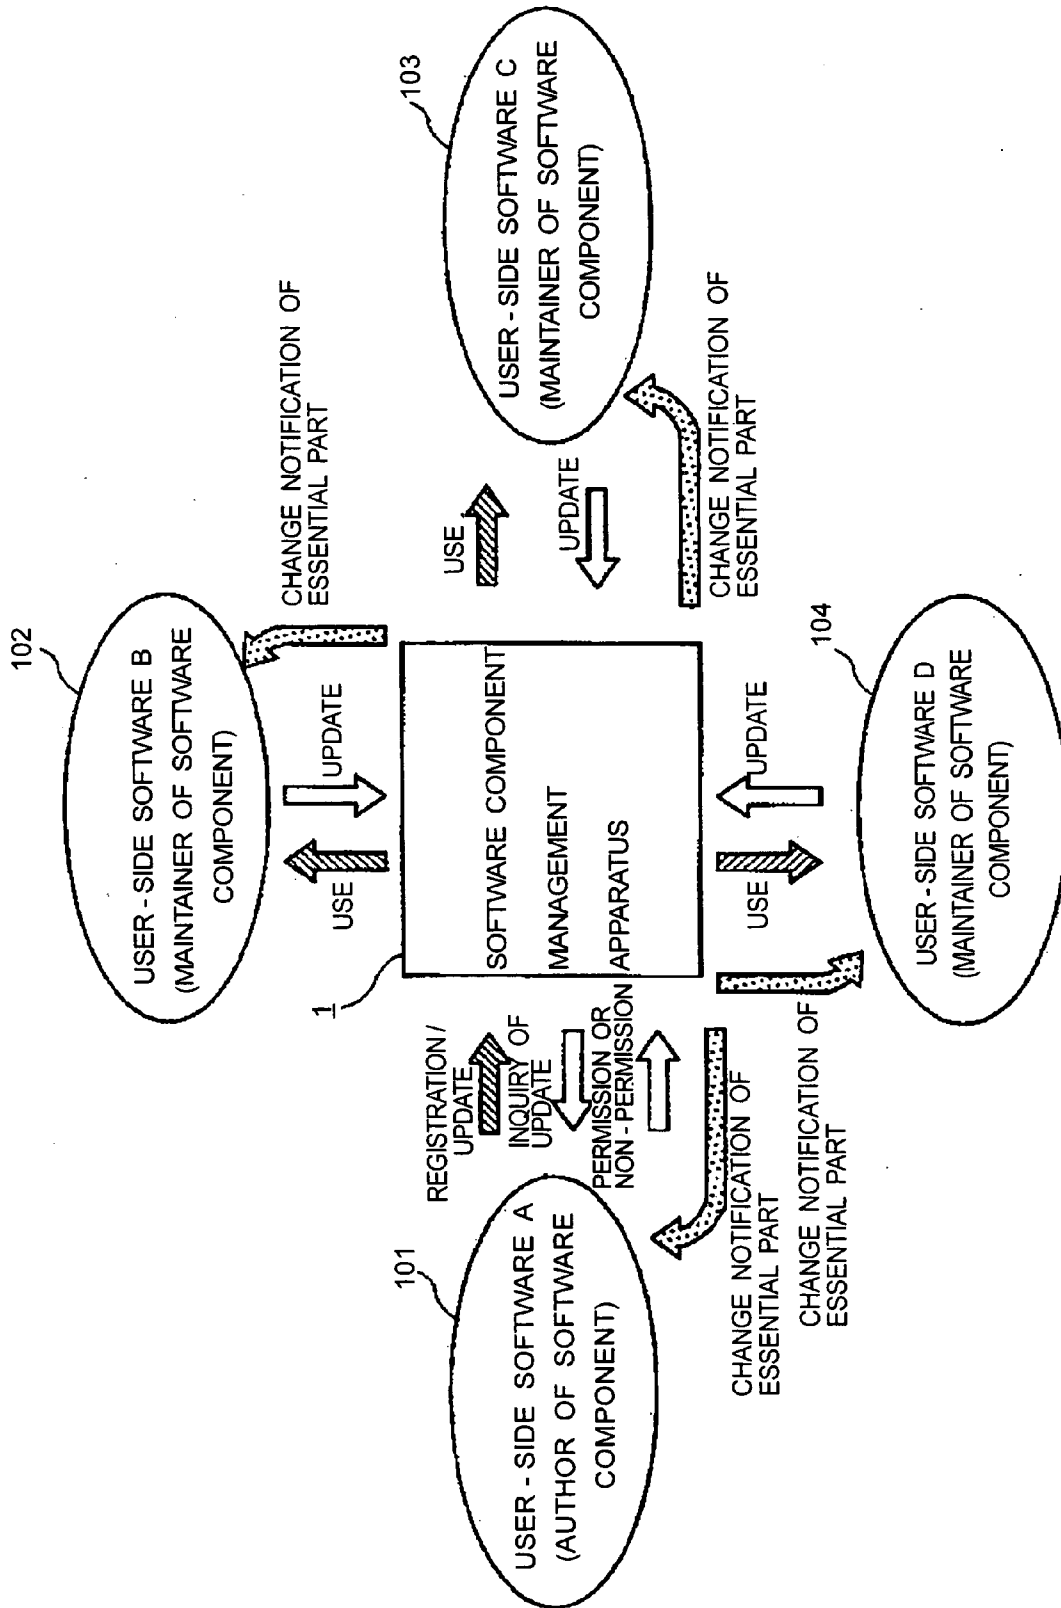 102
USER-SIDE SOFTWARE B
(MAINTAINER OF SOFTWARE
COMPONENT)
CHANGE NOTIFICATION OF
ESSENTIAL PART
USE
UPDATE
101
USER-SIDE SOFTWARE A
(AUTHOR OF SOFTWARE
COMPONENT)
REGISTRATION/
UPDATE
INQUIRY OF
UPDATE
PERMISSION OR
NON-PERMISSION
CHANGE NOTIFICATION OF
ESSENTIAL PART
1
SOFTWARE COMPONENT
MANAGEMENT
APPARATUS
USE
UPDATE
103
USER-SIDE SOFTWARE C
(MAINTAINER OF SOFTWARE
COMPONENT)
CHANGE NOTIFICATION OF
ESSENTIAL PART
USE
UPDATE
CHANGE NOTIFICATION OF
ESSENTIAL PART
104
USER-SIDE SOFTWARE D
(MAINTAINER OF SOFTWARE
COMPONENT)